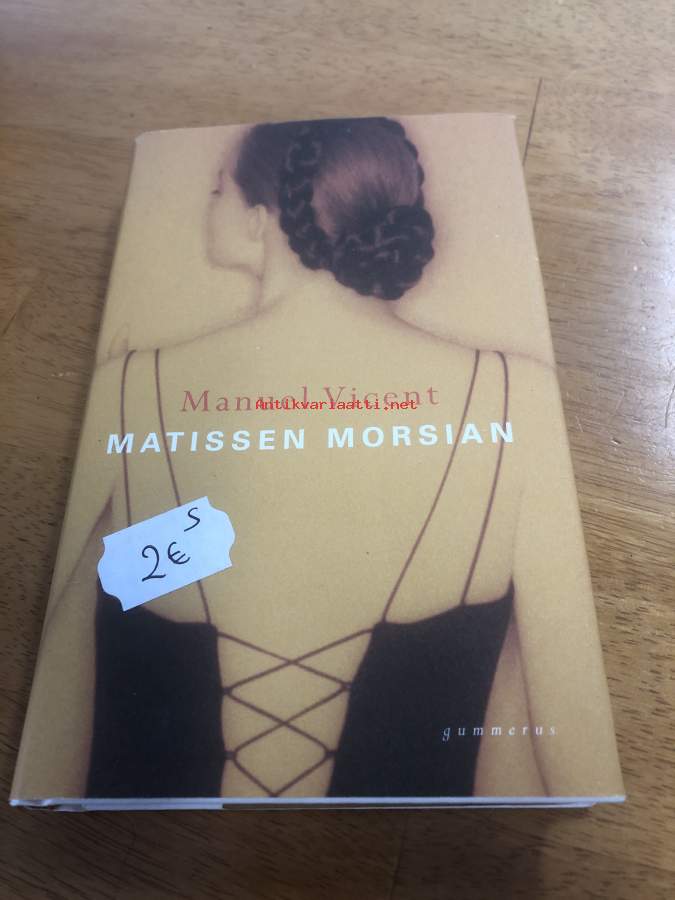 Manuel Vicent
Antikvariaatti.net
MATISSEN MORSIAN
S
2€
gummerus